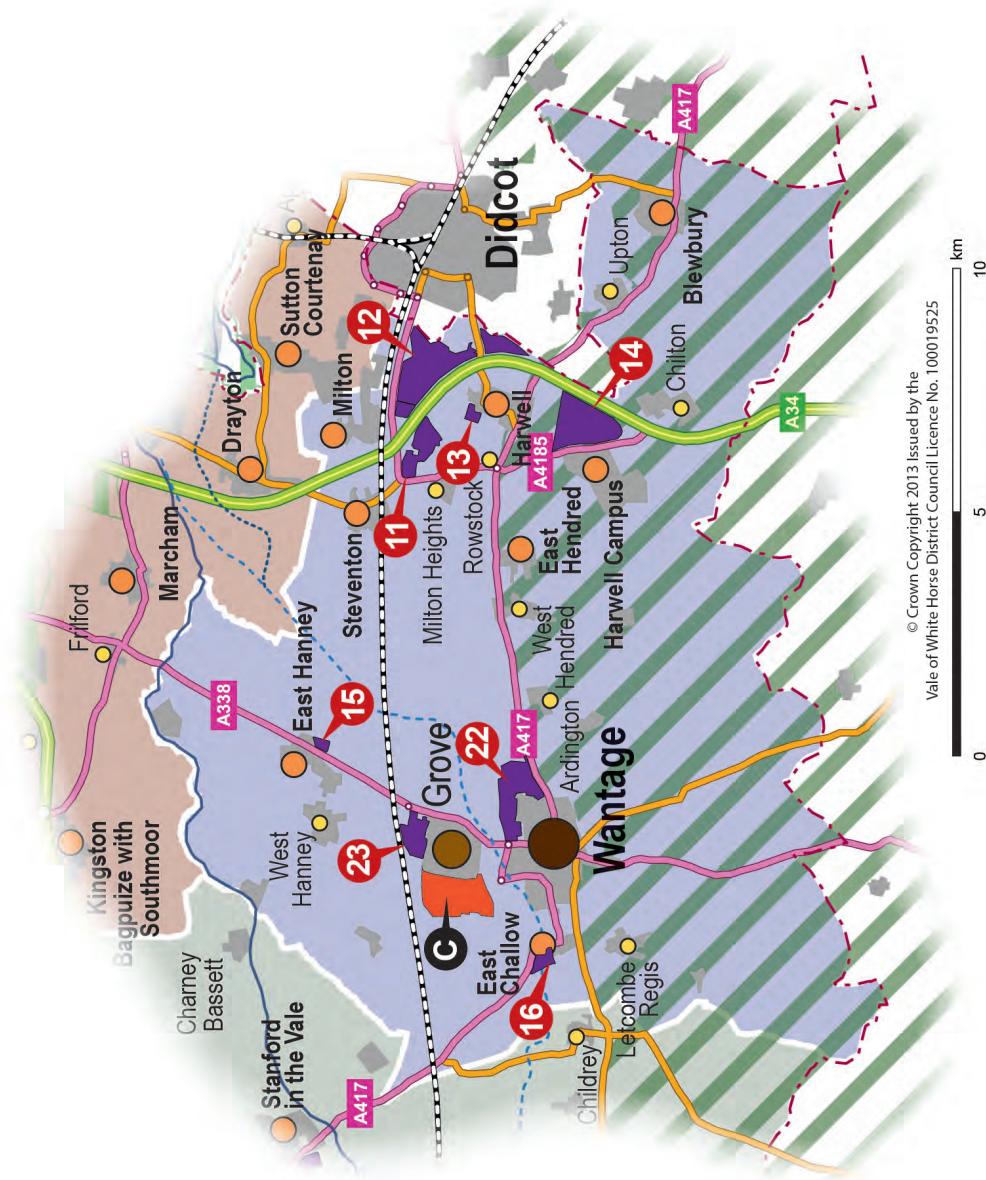 Frilford
Kingston
Bagpuize with
Southmoor
Marcham
A338
Drayton
Sutton
Courtenay
A
Charney
Bassett
Stanford
in the Vale
A417
West
Hanney
East Hanney
15
Steventon
Milton
12
11
Milton Heights
13
Rowstock
Harwell
A4185
Didcot
23
Grove
22
A417
C
East
Challow
16
Wantage
Ardington
West
Hendred
East
Hendred
Harwell Campus
14
Chilton
Upton
Blewbury
A417
A34
Childrey
Letcombe
Regis
0
5
10
km
© Crown Copyright 2013 Issued by the
Vale of White Horse District Council Licence No. 100019525